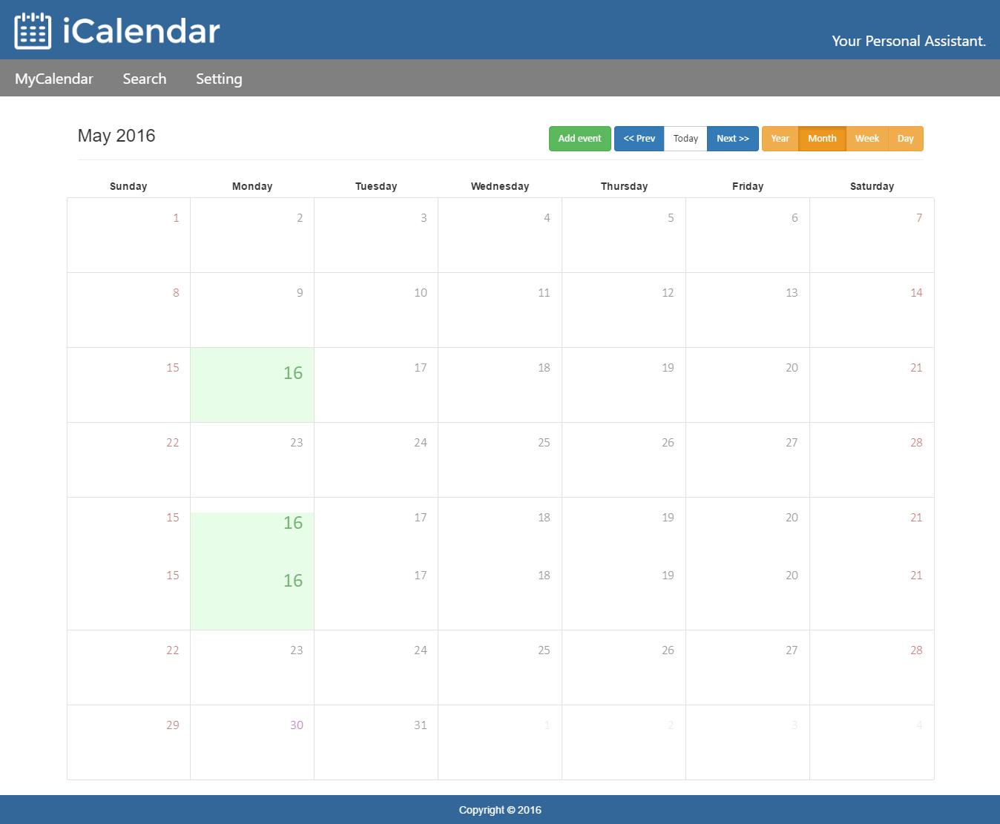 iCalendar
Your Personal Assistant.
MyCalendar Search Setting
May 2016 Add event << Prev Today Next >> Year Month Week Day
Sunday Monday Tuesday Wednesday Thursday Friday Saturday
1 2 3 4 5 6 7
8 9 10 11 12 13 14
15 16 17 18 19 20 21
22 23 24 25 26 27 28
15 16 17 18 19 20 21
15 16 17 18 19 20 21
22 23 24 25 26 27 28
29 30 31 1 2 3 4
Copyright © 2016